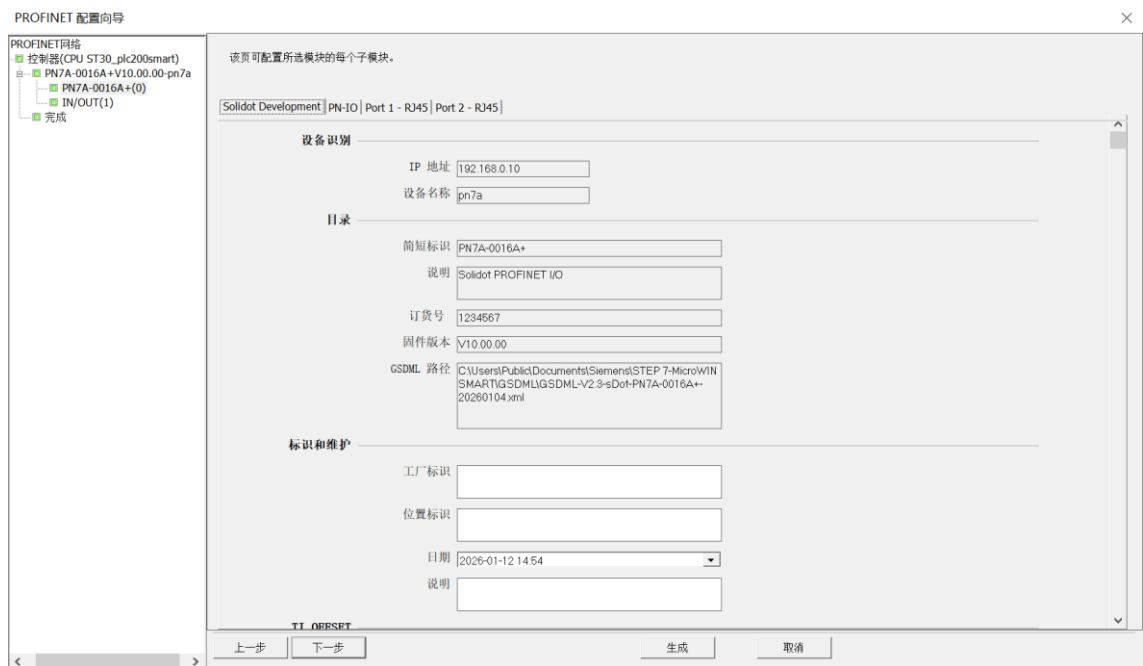 PROFINET 配置向导
PROFINET网络
控制器(CPU ST30_plc200smart)
PN7A-0016A+V10.00.00-pn7a
PN7A-0016A+(0)
IN/OUT(1)
完成
该页可配置所选模块的每个子模块。
Solidot Development PN-IO Port 1 - RJ45 Port 2 - RJ45
设备识别
IP 地址 192.168.0.10
设备名称 pn7a
目录
简短标识 PN7A-0016A+
说明 Solidot PROFINET I/O
订货号 1234567
固件版本 V10.00.00
GSDML 路径 C:\Users\Public\Documents\Siemens\STEP 7-MicroWIN
SMART\GSDML\GSDML-V2.3-sDot-PN7A-0016A+-
20260104.xml
标识和维护
工厂标识
位置标识
日期 2026-01-12 14:54
说明
TI OFFSET
上一步 下一步 生成 取消